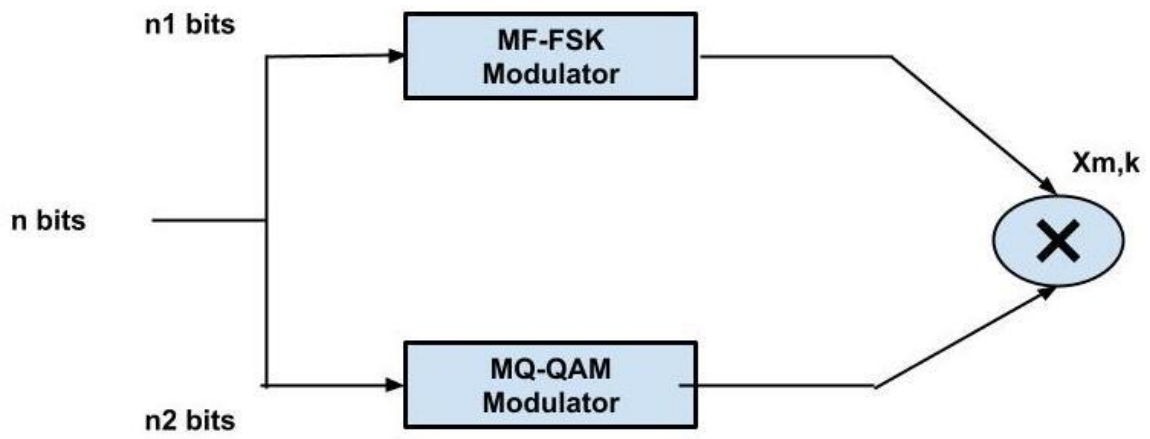 n1 bits
MF-FSK
Modulator
Xm,k
n bits
MQ-QAM
Modulator
n2 bits